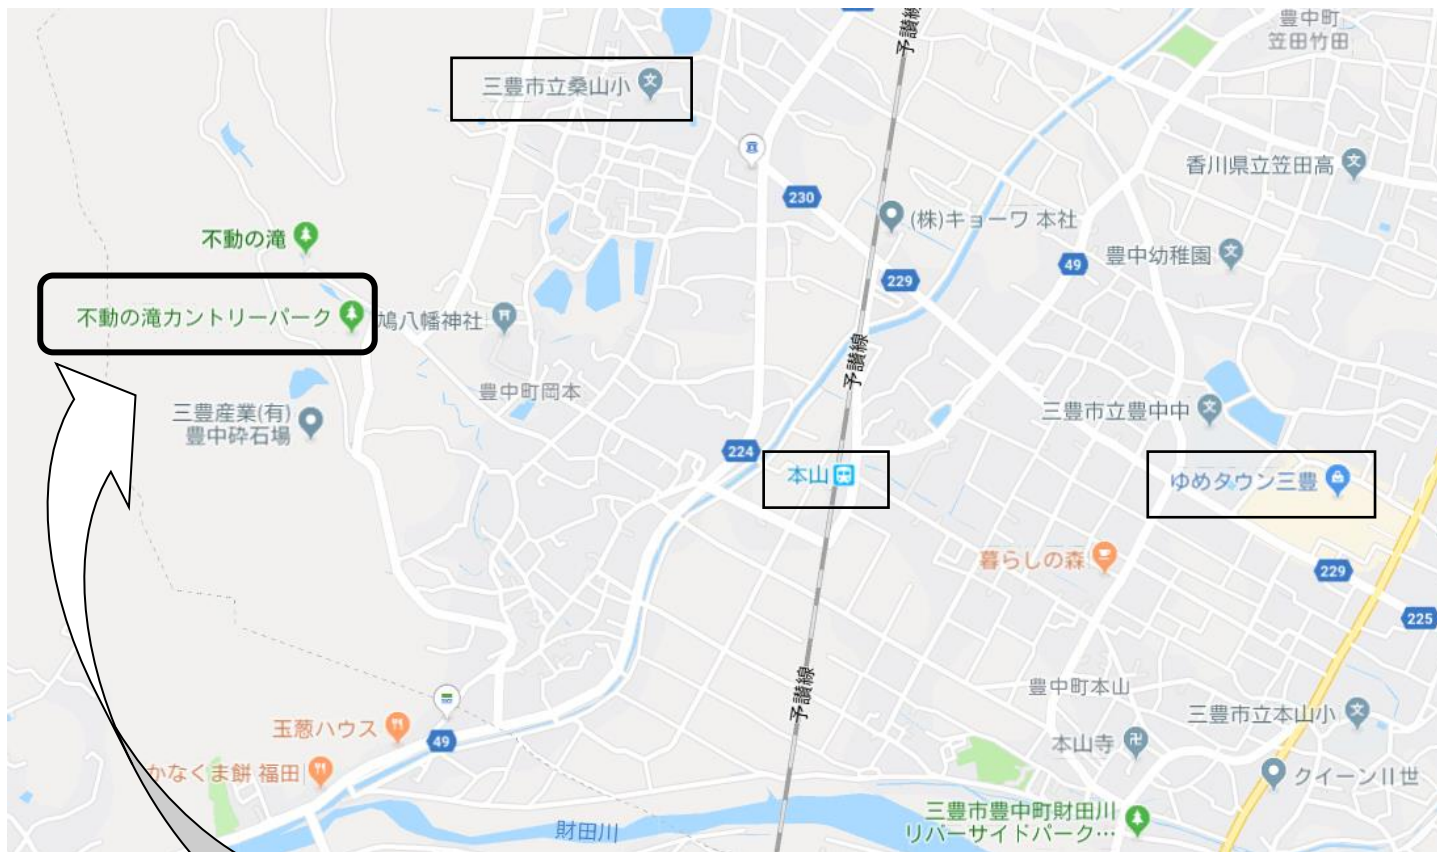 豊中町
笠田竹田
予讃線
三豊市立桑山小
香川県立笠田高
230
(株)キョーワ 本社
不動の滝
豊中幼稚園
49
229
不動の滝カントリーパーク
鳩八幡神社
予讃線
豊中町岡本
三豊産業(有)
豊中砕石場
三豊市立豊中中
224
本山
ゆめタウン三豊
暮らしの森
229
225
予讃線
豊中町本山
三豊市立本山小
玉葱ハウス
49
本山寺
かなくま餅 福田
クイーンII世
三豊市豊中町財田川
リバーサイドパーク…
財田川